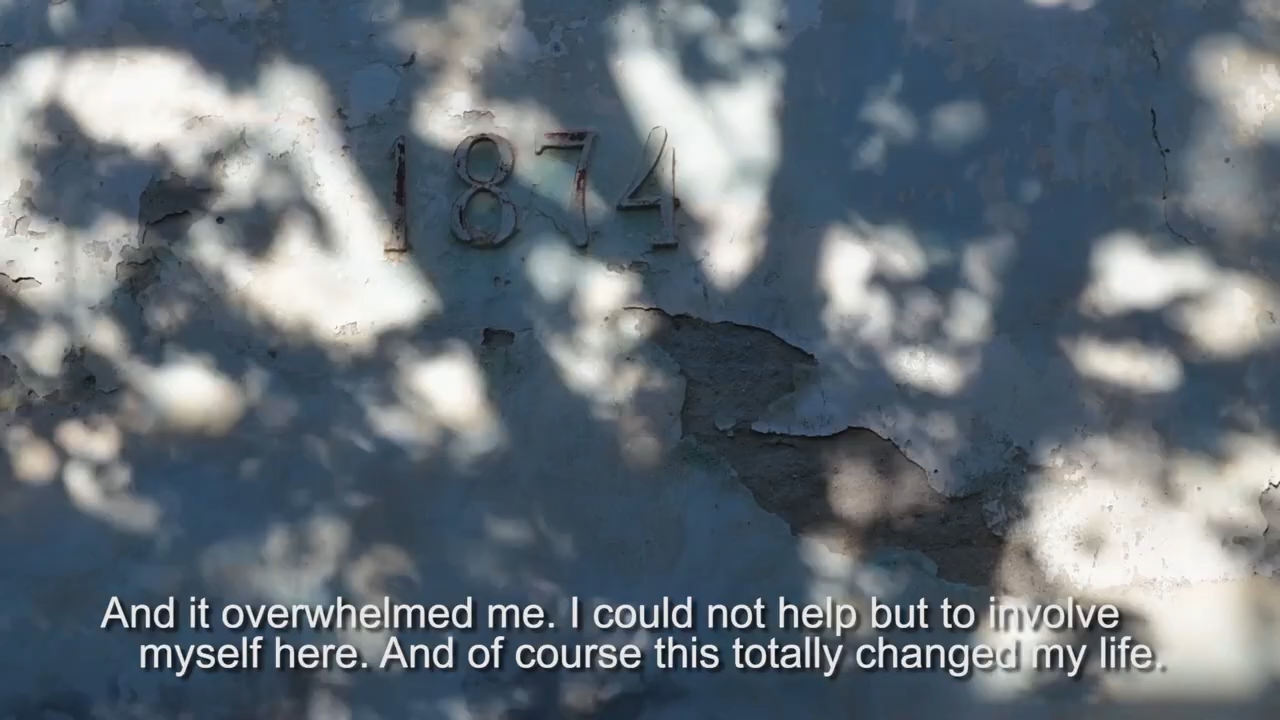 1874
And it overwhelmed me. I could not help but to involve
myself here. And of course this totally changed my life.